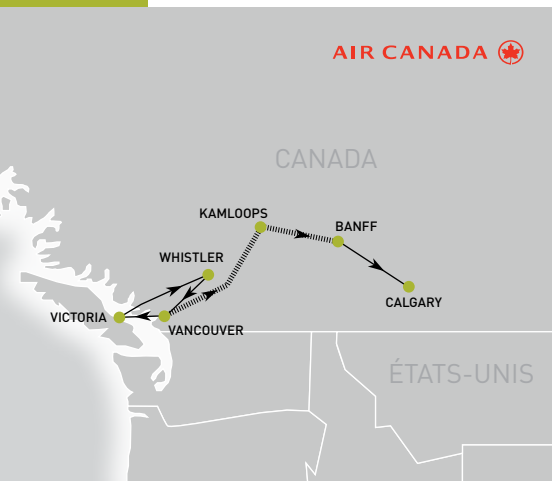 AIR CANADA
CANADA
KAMLOOPS
BANFF
WHISTLER
CALGARY
VICTORIA
VANCOUVER
ÉTATS-UNIS